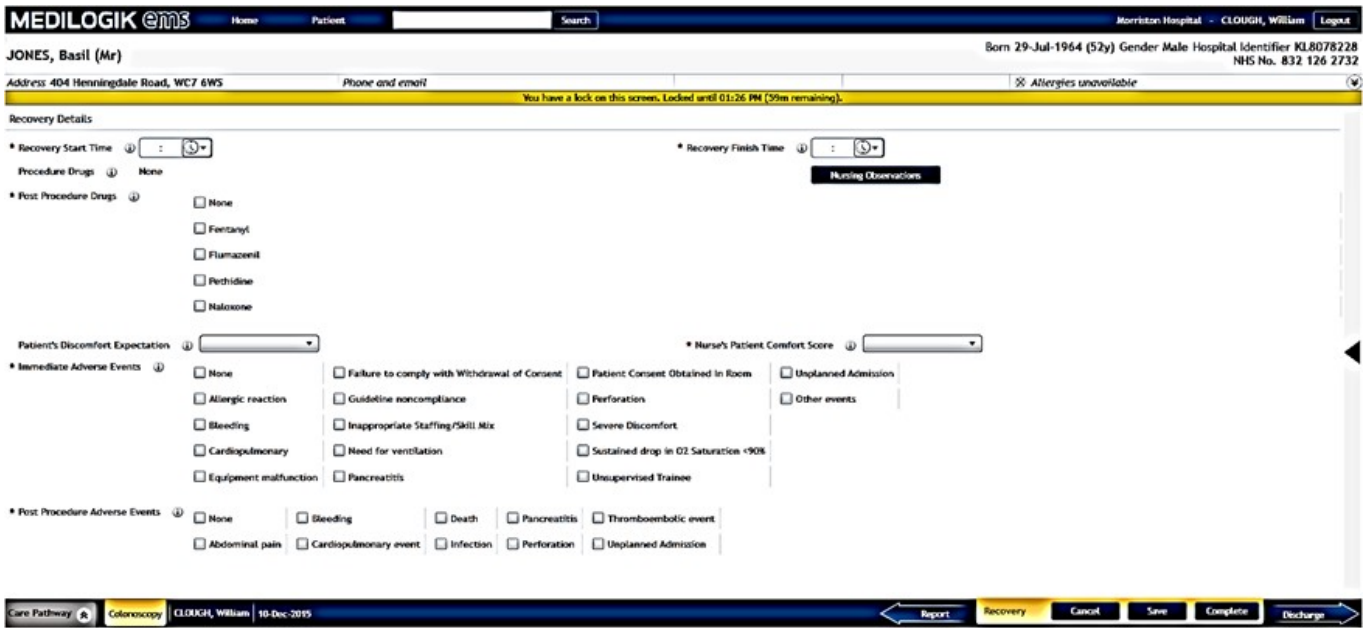 MEDILOGIK ems Home Patient Search Morriston Hospital - CLOUGH, William Logout
JONES, Basil (Mr) Born 29-Jul-1964 (52y) Gender Male Hospital Identifier KL8078228
NHS No. 832 126 2732
Address 404 Henningdale Road, WC7 6WS Phone and email Allergies unavailable
You have a lock on this screen. Locked until 01:26 PM (59m remaining).
Recovery Details
* Recovery Start Time : * Recovery Finish Time :
Procedure Drugs None Nursing Observations
* Post Procedure Drugs None
Fentanyl
Flumazenil
Pethidine
Naloxone
Patient's Discomfort Expectation * Nurse's Patient Comfort Score
* Immediate Adverse Events None Failure to comply with Withdrawal of Consent Patient Consent Obtained In Room Unplanned Admission
Allergic reaction Guideline noncompliance Perforation Other events
Bleeding Inappropriate Staffing/Skill Mix Severe Discomfort
Cardiopulmonary Need for ventilation Sustained drop in O2 Saturation <90%
Equipment malfunction Pancreatitis Unsupervised Trainee
* Post Procedure Adverse Events None Bleeding Death Pancreatitis Thromboembolic event
Abdominal pain Cardiopulmonary event Infection Perforation Unplanned Admission
Care Pathway Colonoscopy CLOUGH, William 10-Dec-2015 Report Recovery Cancel Save Complete Discharge